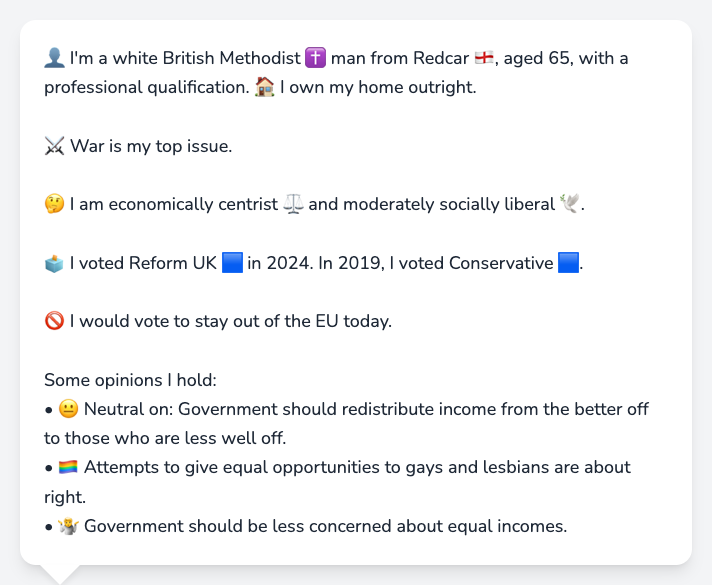 👤 I'm a white British Methodist ✝️ man from Redcar 🏴󠁧󠁢󠁥󠁮󠁧󠁿, aged 65, with a
professional qualification. 🏠 I own my home outright.
⚔️ War is my top issue.
🤔 I am economically centrist ⚖️ and moderately socially liberal 🕊️.
🗳️ I voted Reform UK 🟦 in 2024. In 2019, I voted Conservative 🟦.
🚫 I would vote to stay out of the EU today.
Some opinions I hold:
• 😐 Neutral on: Government should redistribute income from the better off
to those who are less well off.
• 🏳️‍🌈 Attempts to give equal opportunities to gays and lesbians are about
right.
• 🤷 Government should be less concerned about equal incomes.